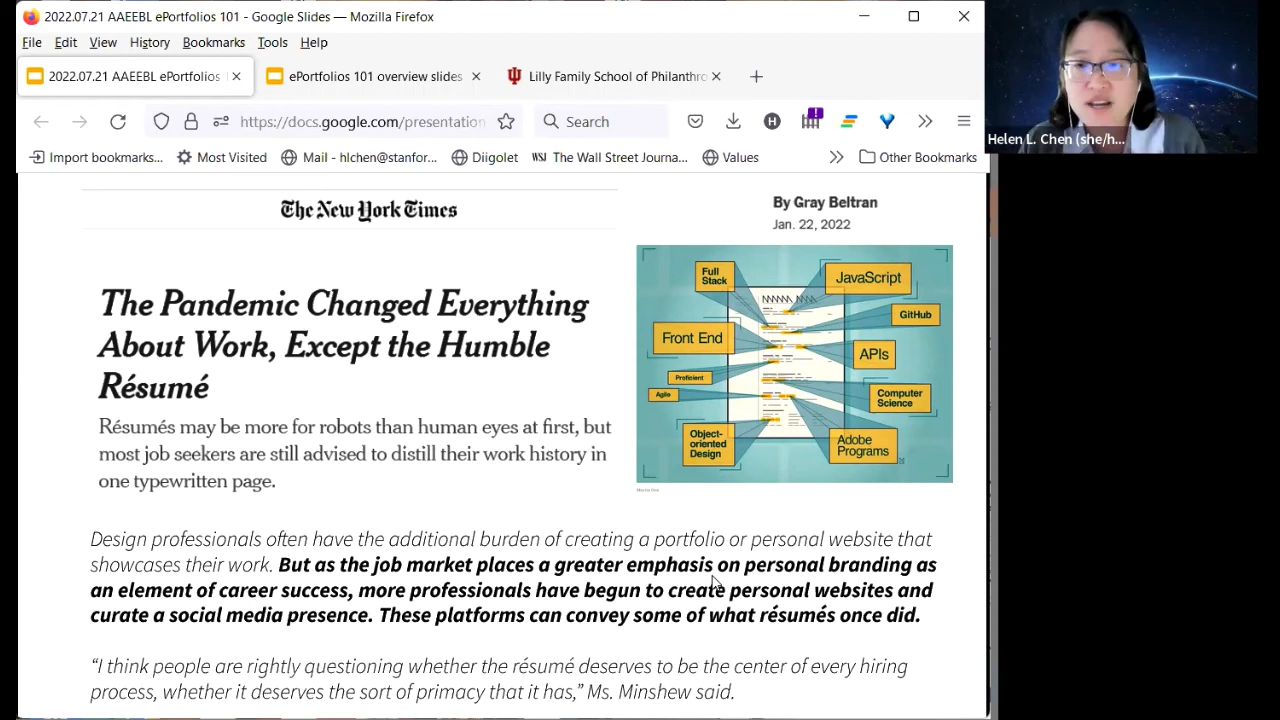 2022.07.21 AAEEBL ePortfolios 101 - Google Slides — Mozilla Firefox
File Edit View History Bookmarks Tools Help
2022.07.21 AAEEBL ePortfolios
ePortfolios 101 overview slides
Lilly Family School of Philanthro
https://docs.google.com/presentation
Search
Import bookmarks...
Most Visited
Mail - hlchen@stanfor...
Diigolet
WSJ
The Wall Street Journa...
Values
Other Bookmarks
Helen L. Chen (she/h...
The New York Times
By Gray Beltran
Jan. 22, 2022
The Pandemic Changed Everything
About Work, Except the Humble
Résumé
Résumés may be more for robots than human eyes at first, but
most job seekers are still advised to distill their work history in
one typewritten page.
Full
Stack
JavaScript
GitHub
Front End
APIs
Proficient
Agile
Computer
Science
Object-
oriented
Design
Adobe
Programs
Design professionals often have the additional burden of creating a portfolio or personal website that
showcases their work. But as the job market places a greater emphasis on personal branding as
an element of career success, more professionals have begun to create personal websites and
curate a social media presence. These platforms can convey some of what résumés once did.
“I think people are rightly questioning whether the résumé deserves to be the center of every hiring
process, whether it deserves the sort of primacy that it has,” Ms. Minshew said.